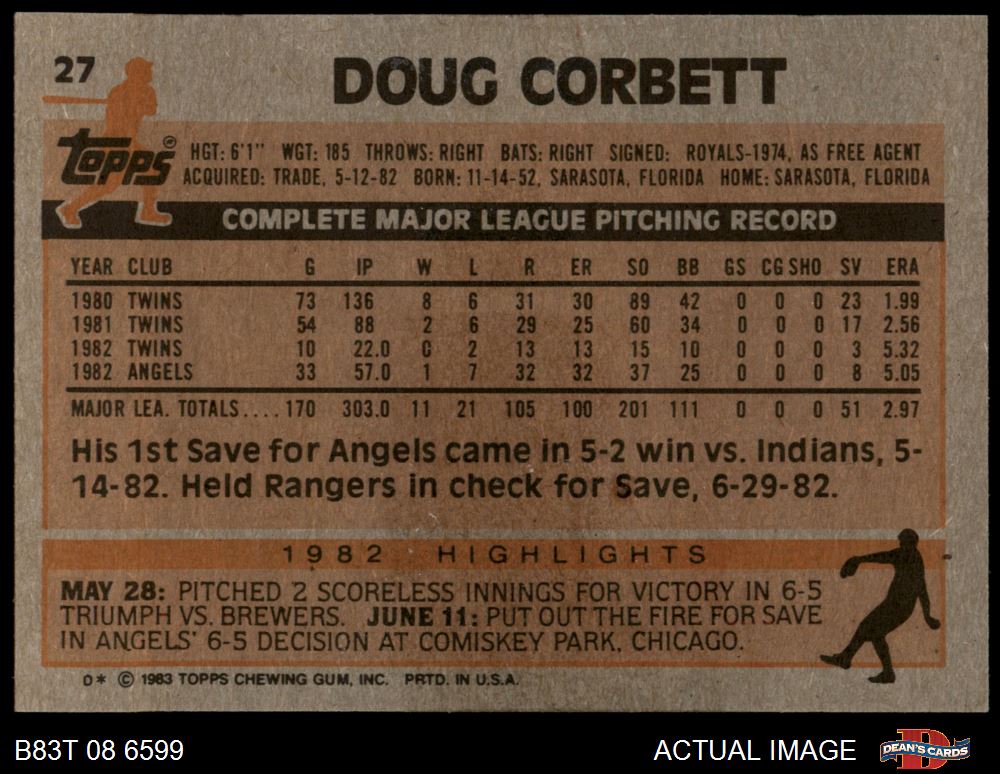 27
DOUG CORBETT
Topps®
HGT: 6'1" WGT: 185 THROWS: RIGHT BATS: RIGHT SIGNED: ROYALS-1974, AS FREE AGENT
ACQUIRED: TRADE, 5-12-82 BORN: 11-14-52, SARASOTA, FLORIDA HOME: SARASOTA, FLORIDA
COMPLETE MAJOR LEAGUE PITCHING RECORD
YEAR CLUB G IP W L R ER SO BB GS CG SHO SV ERA
1980 TWINS 73 136 8 6 31 30 89 42 0 0 0 23 1.99
1981 TWINS 54 88 2 6 29 25 60 34 0 0 0 17 2.56
1982 TWINS 10 22.0 0 2 13 13 15 10 0 0 0 3 5.32
1982 ANGELS 33 57.0 1 7 32 32 37 25 0 0 0 8 5.05
MAJOR LEA. TOTALS.... 170 303.0 11 21 105 100 201 111 0 0 0 51 2.97
His 1st Save for Angels came in 5-2 win vs. Indians, 5-
14-82. Held Rangers in check for Save, 6-29-82.
1982 HIGHLIGHTS
MAY 28: PITCHED 2 SCORELESS INNINGS FOR VICTORY IN 6-5
TRIUMPH VS. BREWERS. JUNE 11: PUT OUT THE FIRE FOR SAVE
IN ANGELS' 6-5 DECISION AT COMISKEY PARK, CHICAGO.
D* © 1983 TOPPS CHEWING GUM, INC. PRTD. IN U.S.A.
B83T 08 6599
ACTUAL IMAGE
DEAN'S CARDS